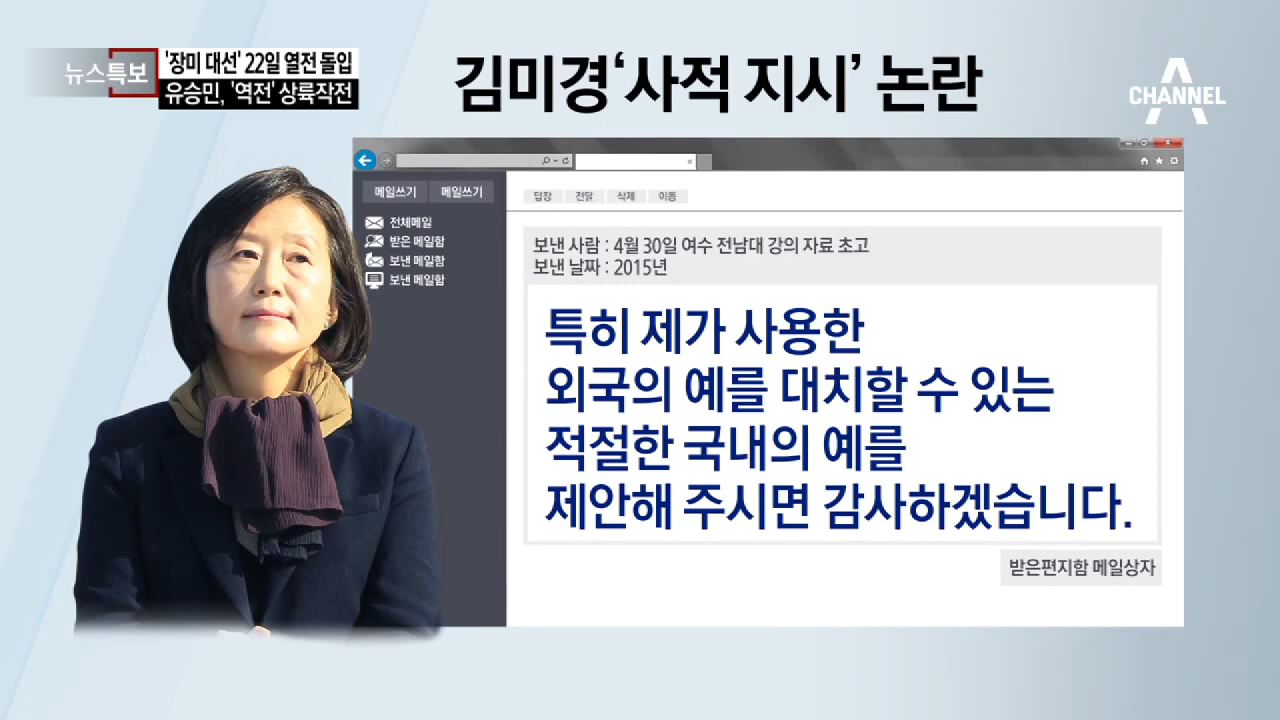 뉴스특보
'장미 대선' 22일 열전 돌입
유승민, '역전' 상륙작전
김미경 '사적 지시' 논란
CHANNEL A
메일쓰기 메일쓰기
전체메일
받은 메일함
보낸 메일함
보낸 메일함
답장 전달 삭제 이동
보낸 사람 : 4월 30일 여수 전남대 강의 자료 초고
보낸 날짜 : 2015년
특히 제가 사용한
외국의 예를 대치할 수 있는
적절한 국내의 예를
제안해 주시면 감사하겠습니다.
받은편지함 메일상자